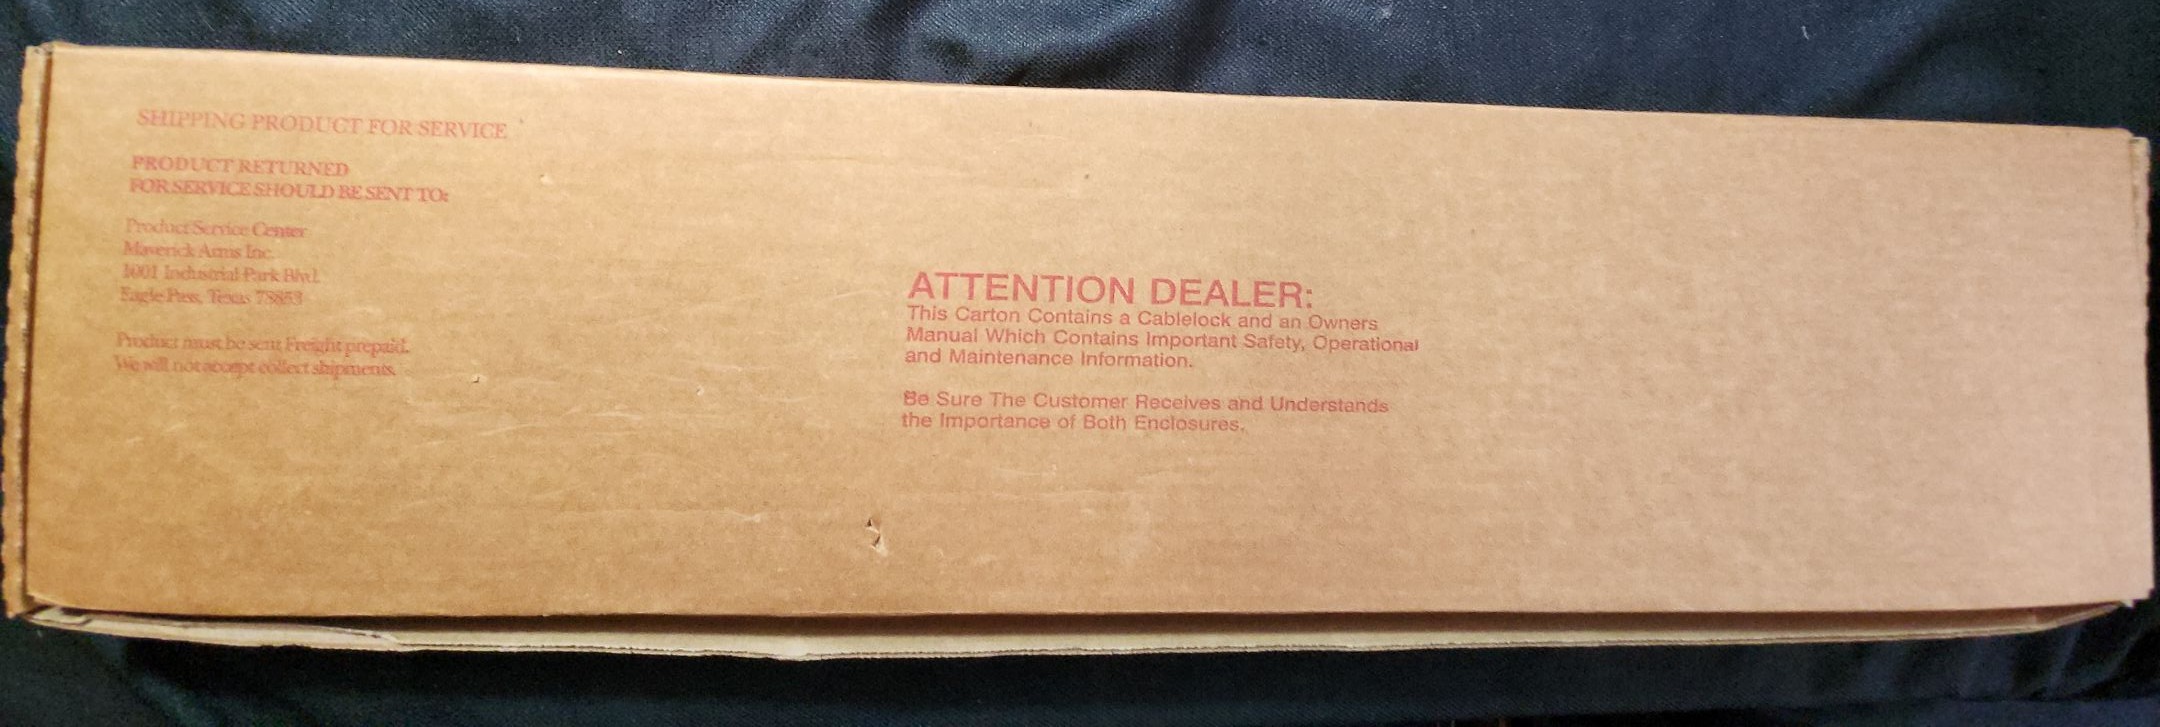 SHIPPING PRODUCT FOR SERVICE
PRODUCT RETURNED
FOR SERVICE SHOULD BE SENT TO:
Product Service Center
Maverick Arms Inc.
1001 Industrial Park Blvd.
Eagle Pass, Texas 78853
Product must be sent Freight prepaid.
We will not accept collect shipments.
ATTENTION DEALER:
This Carton Contains a Cablelock and an Owners
Manual Which Contains Important Safety, Operational
and Maintenance Information.
Be Sure The Customer Receives and Understands
the Importance of Both Enclosures.